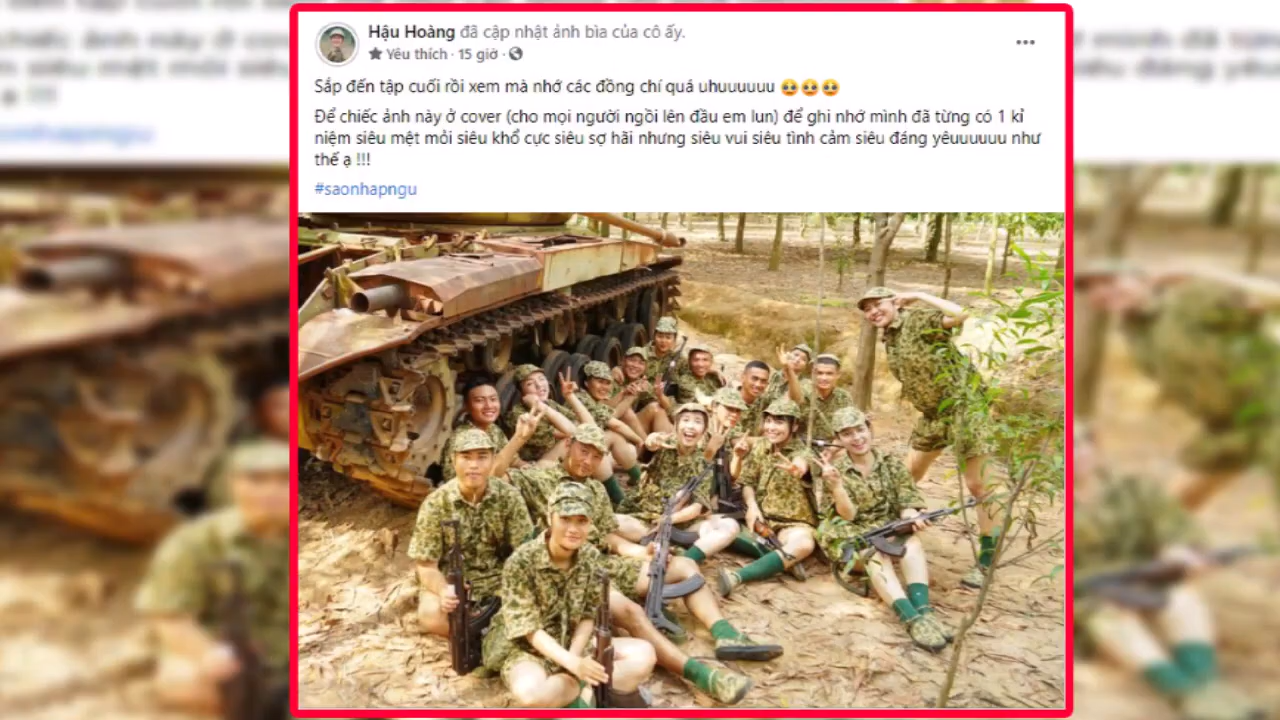 Hậu Hoàng đã cập nhật ảnh bìa của cô ấy.
Yêu thích · 15 giờ ·
Sắp đến tập cuối rồi xem mà nhớ các đồng chí quá uhuuuuuu 🥹🥹🥹
Để chiếc ảnh này ở cover (cho mọi người ngồi lên đầu em lun) để ghi nhớ mình đã từng có 1 kỉ
niệm siêu mệt mỏi siêu khổ cực siêu sợ hãi nhưng siêu vui siêu tình cảm siêu đáng yêuuuuuu như
thế ạ !!!
#saonhapngu